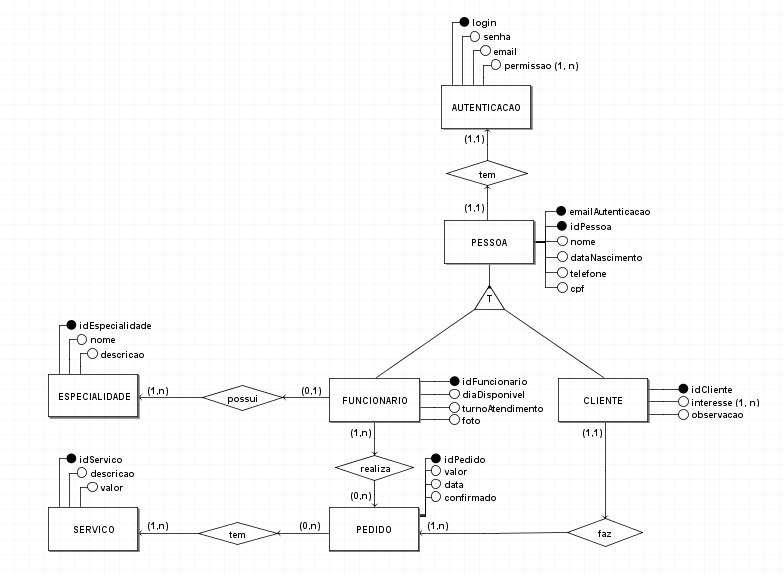 login
senha
email
permissao (1, n)
AUTENTICACAO
(1,1)
tem
(1,1)
PESSOA
emailAutenticacao
idPessoa
nome
dataNascimento
telefone
cpf
T
idEspecialidade
nome
descricao
ESPECIALIDADE
(1,n)
possui
(0,1)
FUNCIONARIO
idFuncionario
diaDisponivel
turnoAtendimento
foto
CLIENTE
idCliente
interesse (1, n)
observacao
(1,n)
(1,1)
realiza
(0,n)
idServico
descricao
valor
SERVICO
(1,n)
tem
(0,n)
PEDIDO
idPedido
valor
data
confirmado
(1,n)
faz